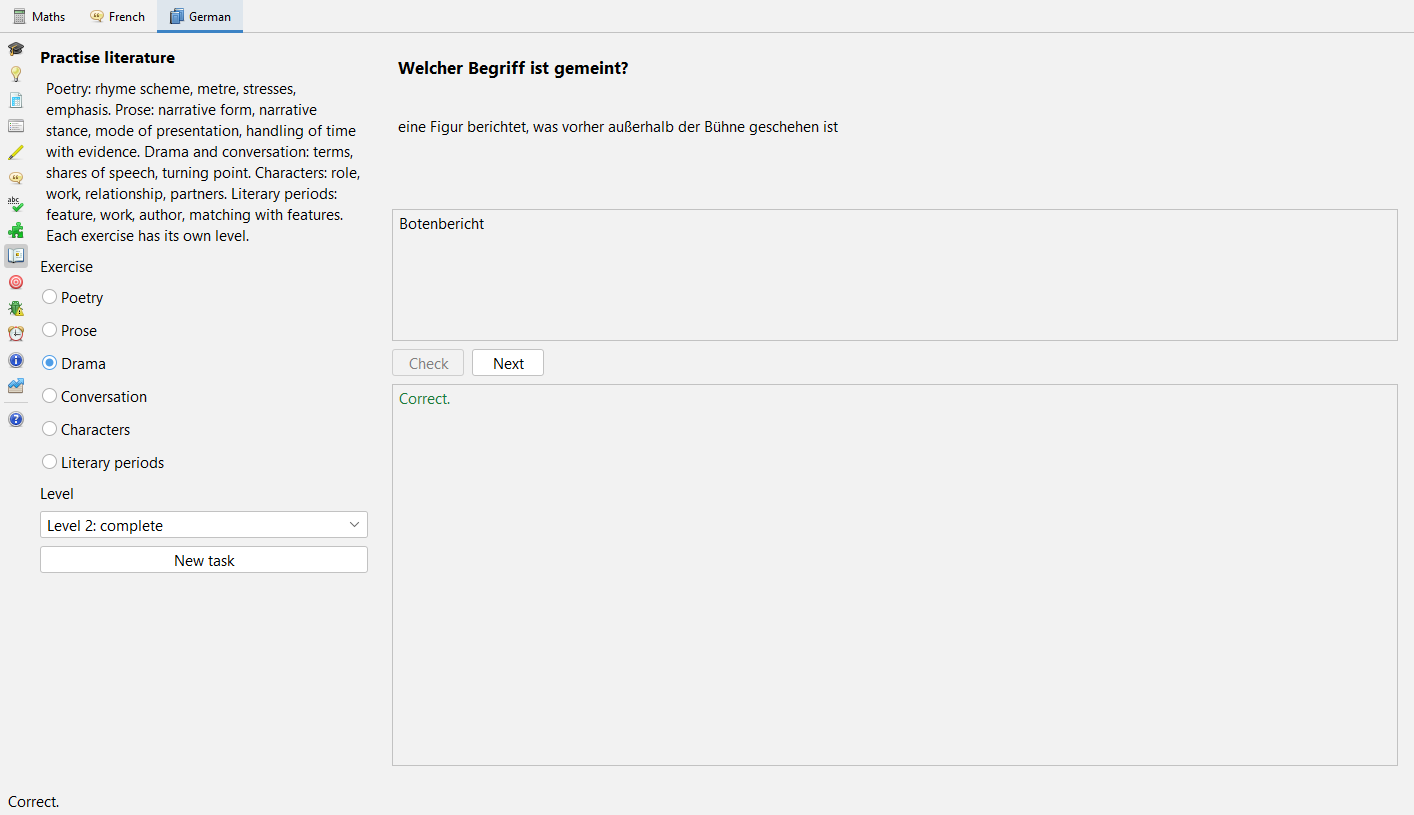 Maths
French
German
Practise literature
Poetry: rhyme scheme, metre, stresses,
emphasis. Prose: narrative form, narrative
stance, mode of presentation, handling of time
with evidence. Drama and conversation: terms,
shares of speech, turning point. Characters: role,
work, relationship, partners. Literary periods:
feature, work, author, matching with features.
Each exercise has its own level.
Exercise
Poetry
Prose
Drama
Conversation
Characters
Literary periods
Level
Level 2: complete
New task
Welcher Begriff ist gemeint?
eine Figur berichtet, was vorher außerhalb der Bühne geschehen ist
Botenbericht
Check
Next
Correct.
Correct.